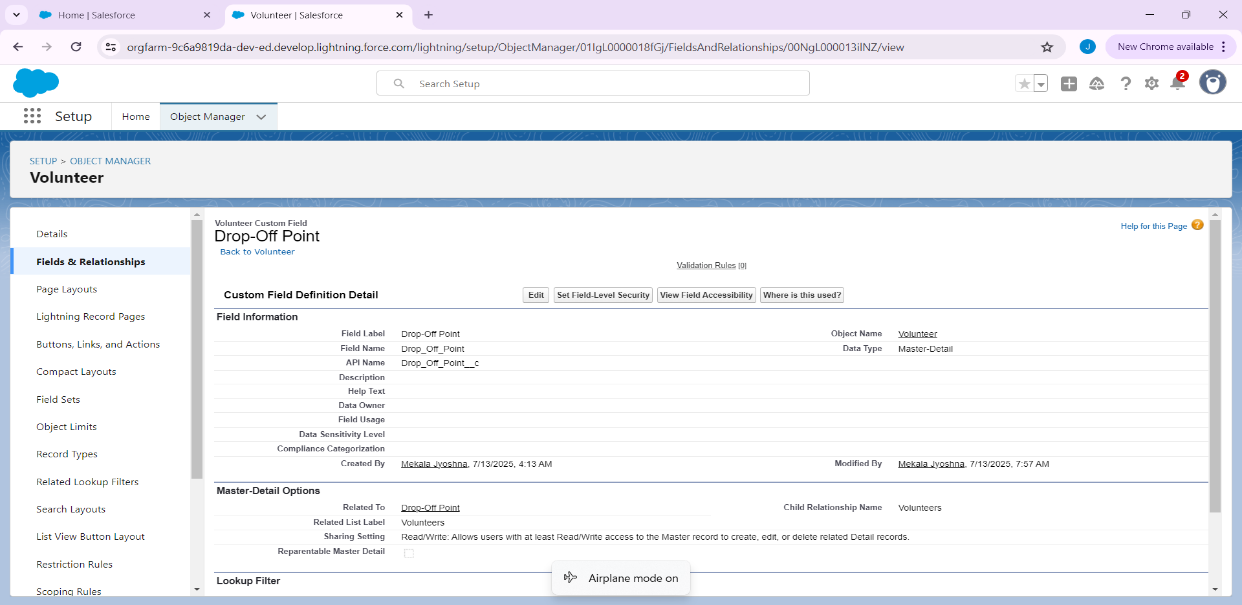 Home | Salesforce
Volunteer | Salesforce
orgfarm-9c6a9819da-dev-ed.develop.lightning.force.com/lightning/setup/ObjectManager/01IgL0000018fGj/FieldsAndRelationships/00NgL000013iINZ/view
J
New Chrome available
Search Setup
2
Setup
Home
Object Manager
SETUP > OBJECT MANAGER
Volunteer
Details
Fields & Relationships
Page Layouts
Lightning Record Pages
Buttons, Links, and Actions
Compact Layouts
Field Sets
Object Limits
Record Types
Related Lookup Filters
Search Layouts
List View Button Layout
Restriction Rules
Scoping Rules
Volunteer Custom Field
Drop-Off Point
Back to Volunteer
Help for this Page
Validation Rules [0]
Custom Field Definition Detail
Edit
Set Field-Level Security
View Field Accessibility
Where is this used?
Field Information
Field Label Drop-Off Point Object Name Volunteer
Field Name Drop_Off_Point Data Type Master-Detail
API Name Drop_Off_Point__c
Description
Help Text
Data Owner
Field Usage
Data Sensitivity Level
Compliance Categorization
Created By Mekala Jyoshna, 7/13/2025, 4:13 AM Modified By Mekala Jyoshna, 7/13/2025, 7:57 AM
Master-Detail Options
Related To Drop-Off Point Child Relationship Name Volunteers
Related List Label Volunteers
Sharing Setting Read/Write: Allows users with at least Read/Write access to the Master record to create, edit, or delete related Detail records.
Reparentable Master Detail
Lookup Filter
Airplane mode on